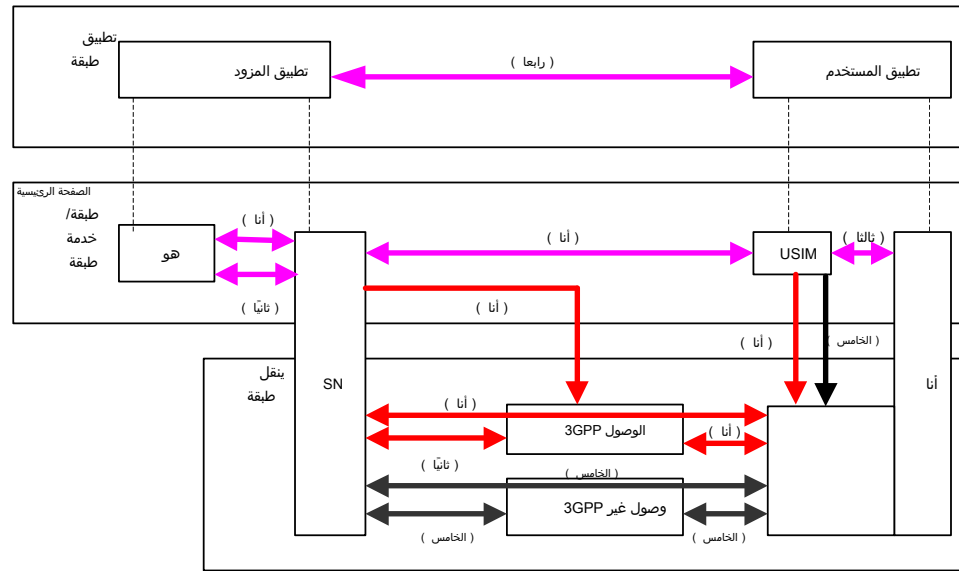 تطبيق
طبقة
تطبيق المزود
( رابعا )
تطبيق المستخدم
الصفحة الرئيسية
طبقة/
خدمة
طبقة
هو
( أنا )
( ثانيًا )
( أنا )
USIM
( ثالثا )
( أنا )
( أنا )
( الخامس )
ينقل
طبقة
SN
أنا
( أنا )
الوصول 3GPP
( أنا )
( ثانيًا )
( الخامس )
وصول غير 3GPP
( الخامس )
( الخامس )